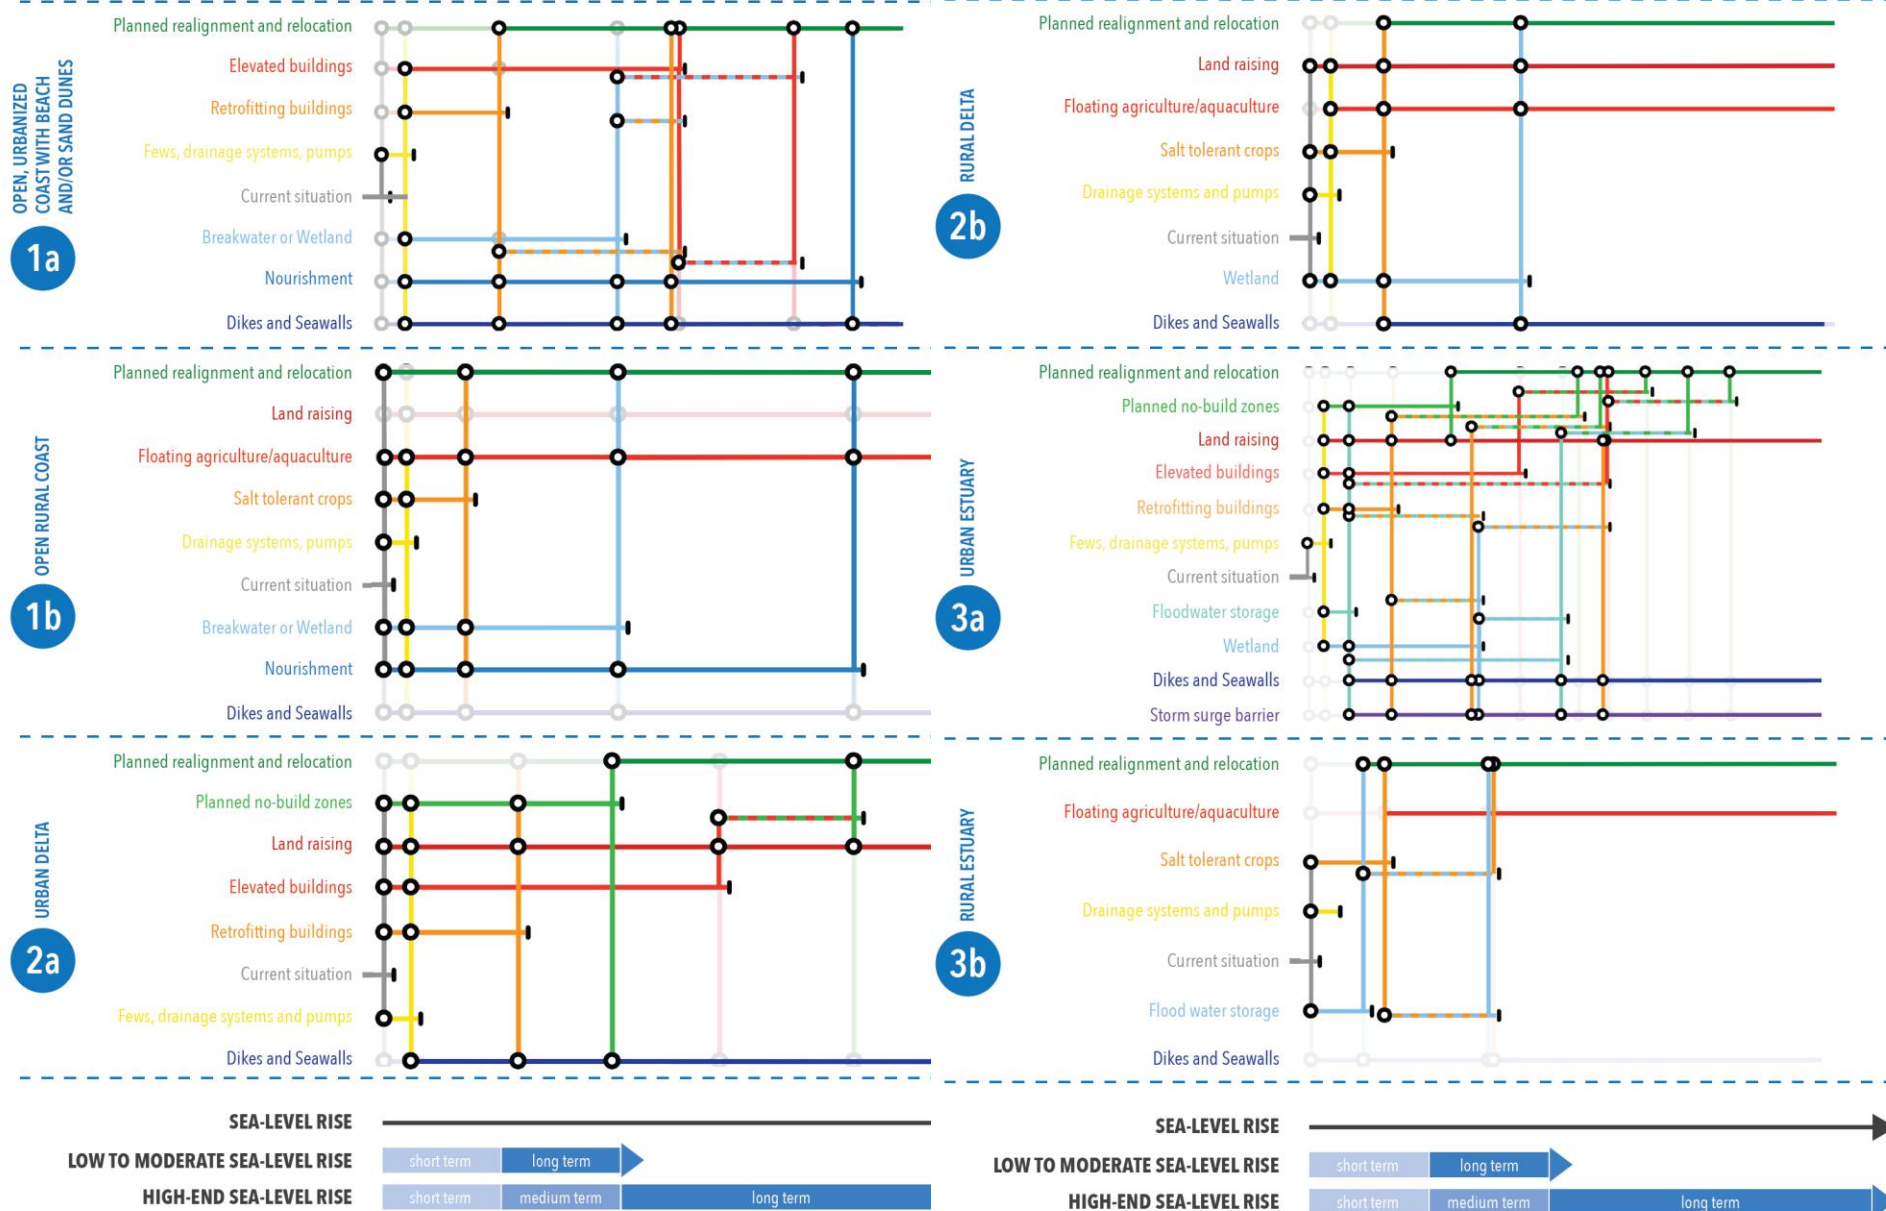 OPEN, URBANIZED
COAST WITH BEACH
AND/OR SAND DUNES
1a
Planned realignment and relocation
Elevated buildings
Retrofitting buildings
Fews, drainage systems, pumps
Current situation
Breakwater or Wetland
Nourishment
Dikes and Seawalls
OPEN RURAL COAST
1b
Planned realignment and relocation
Land raising
Floating agriculture/aquaculture
Salt tolerant crops
Drainage systems, pumps
Current situation
Breakwater or Wetland
Nourishment
Dikes and Seawalls
URBAN DELTA
2a
Planned realignment and relocation
Planned no-build zones
Land raising
Elevated buildings
Retrofitting buildings
Current situation
Fews, drainage systems and pumps
Dikes and Seawalls
SEA-LEVEL RISE
LOW TO MODERATE SEA-LEVEL RISE
short term
long term
HIGH-END SEA-LEVEL RISE
short term
medium term
long term
RURAL DELTA
2b
Planned realignment and relocation
Land raising
Floating agriculture/aquaculture
Salt tolerant crops
Drainage systems and pumps
Current situation
Wetland
Dikes and Seawalls
URBAN ESTUARY
3a
Planned realignment and relocation
Planned no-build zones
Land raising
Elevated buildings
Retrofitting buildings
Fews, drainage systems, pumps
Current situation
Floodwater storage
Wetland
Dikes and Seawalls
Storm surge barrier
RURAL ESTUARY
3b
Planned realignment and relocation
Floating agriculture/aquaculture
Salt tolerant crops
Drainage systems and pumps
Current situation
Flood water storage
Dikes and Seawalls
SEA-LEVEL RISE
LOW TO MODERATE SEA-LEVEL RISE
short term
long term
HIGH-END SEA-LEVEL RISE
short term
medium term
long term